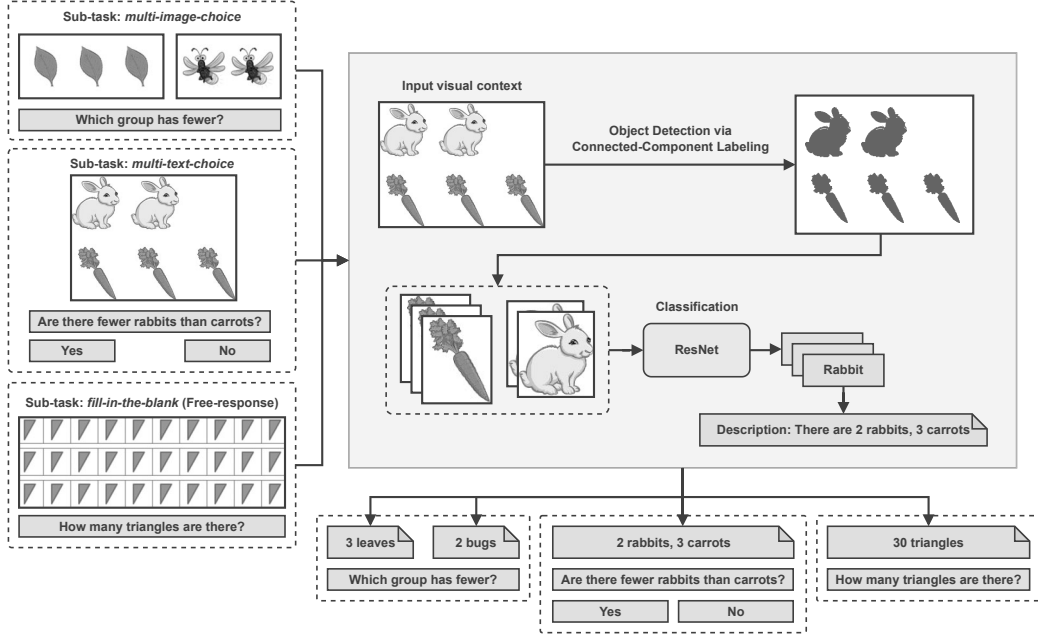 Sub-task: multi-image-choice
Which group has fewer?
Sub-task: multi-text-choice
Are there fewer rabbits than carrots?
Yes
No
Sub-task: fill-in-the-blank (Free-response)
How many triangles are there?
Input visual context
Object Detection via
Connected-Component Labeling
Classification
ResNet
Rabbit
Description: There are 2 rabbits, 3 carrots
3 leaves
2 bugs
Which group has fewer?
2 rabbits, 3 carrots
Are there fewer rabbits than carrots?
Yes
No
30 triangles
How many triangles are there?